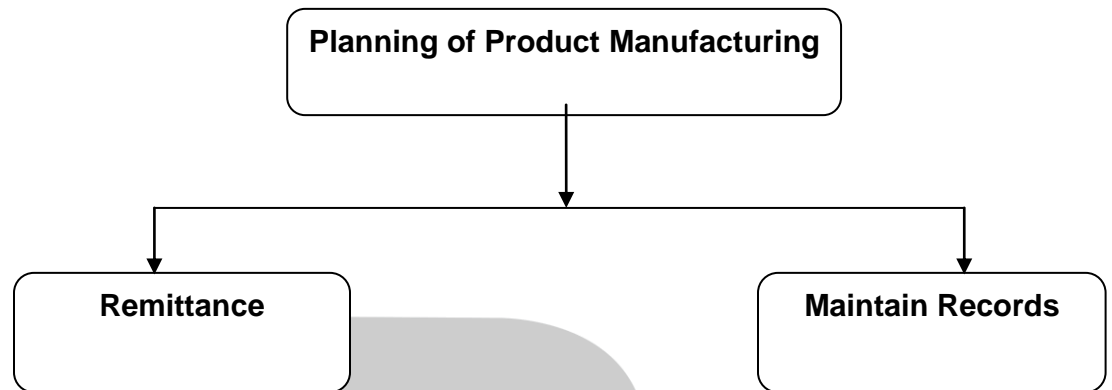 Planning of Product Manufacturing
Remittance
Maintain Records